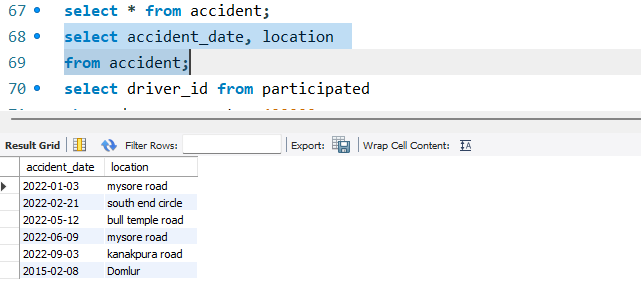 67 select * from accident;
68 select accident_date, location
69 from accident;
70 select driver_id from participated
Result Grid Filter Rows: Export: Wrap Cell Content:
accident_date location
2022-01-03 mysore road
2022-02-21 south end circle
2022-05-12 bull temple road
2022-06-09 mysore road
2022-09-03 kanakpura road
2015-02-08 Domlur